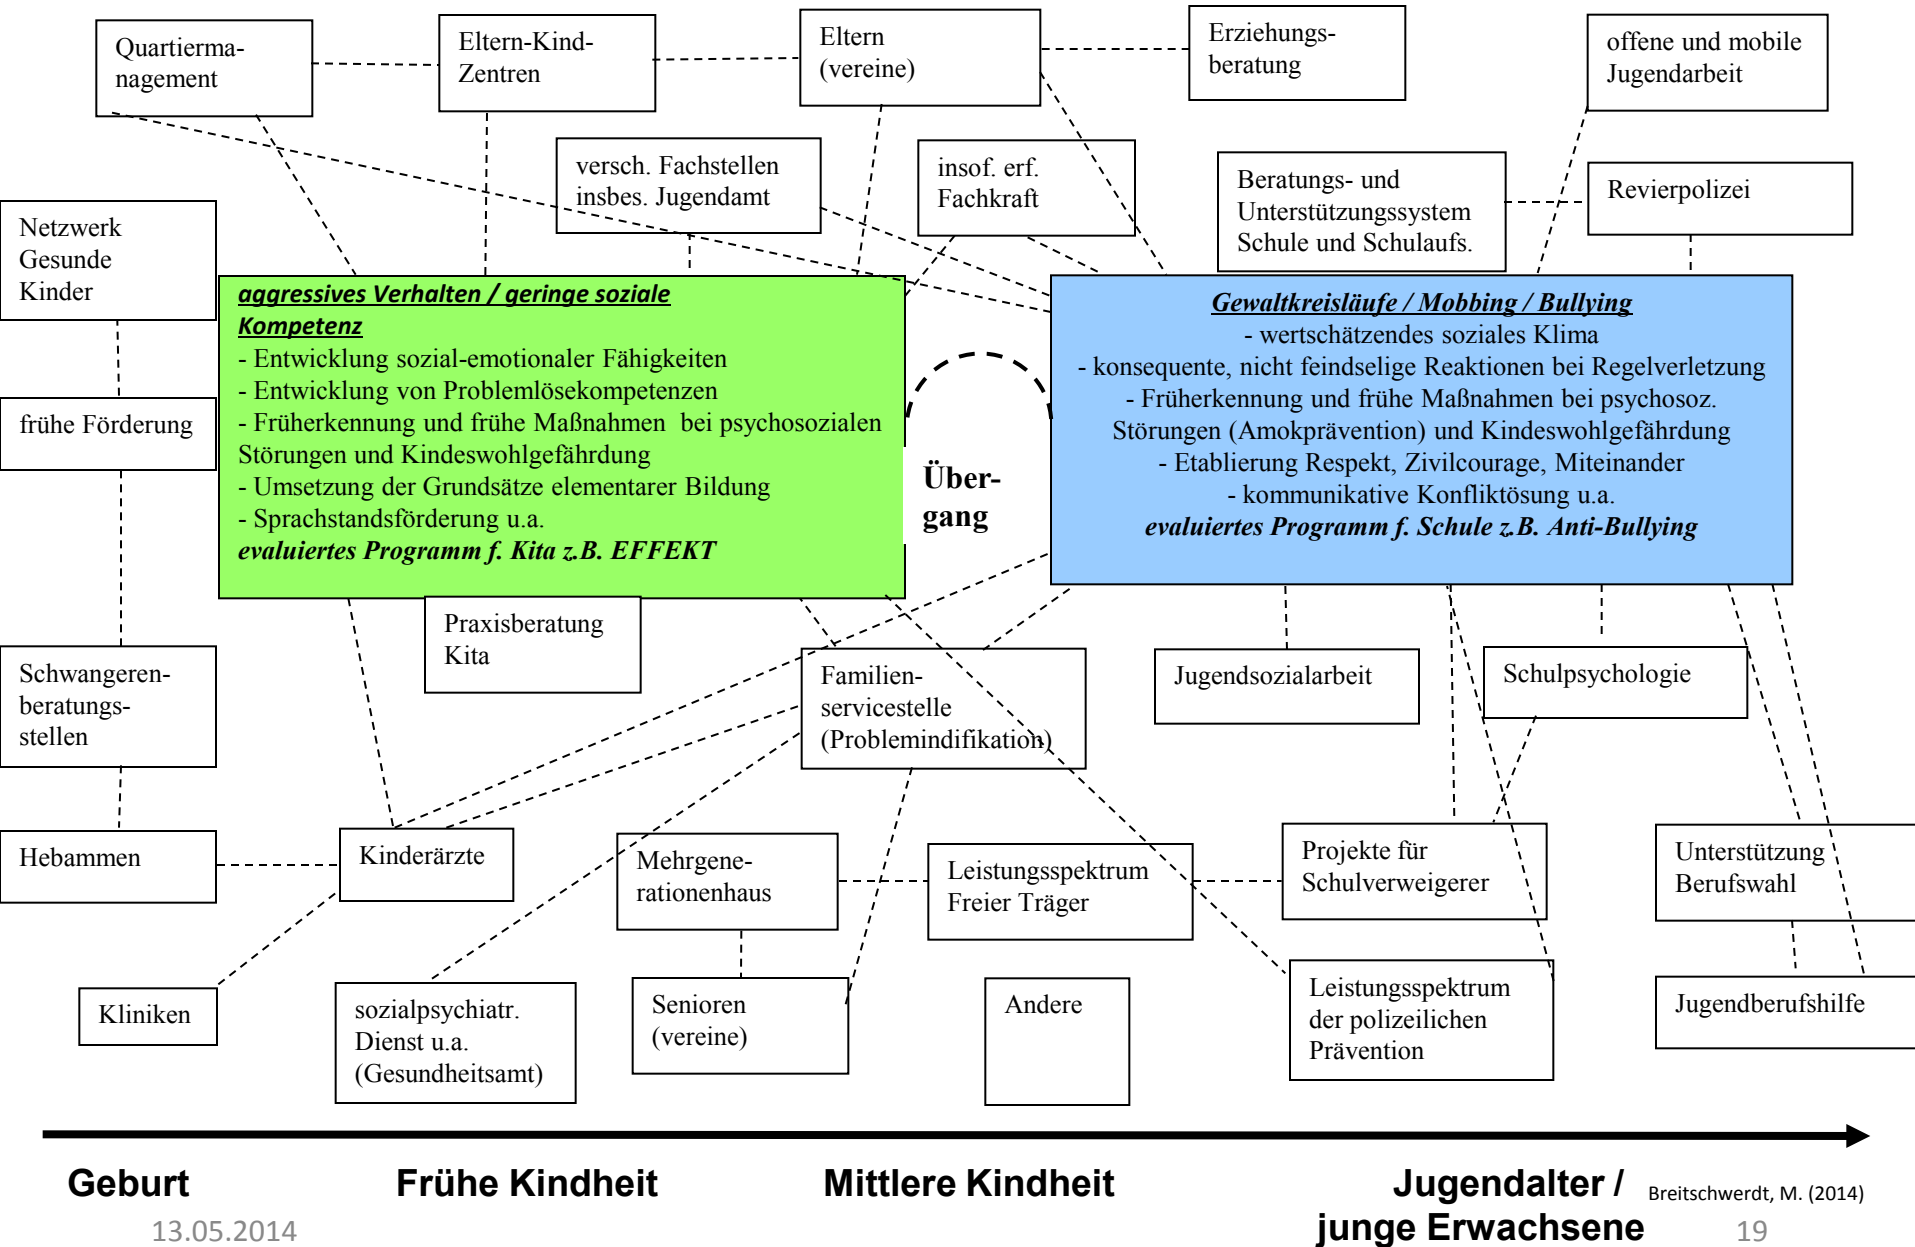 Quartierma-
nagement
Eltern-Kind-
Zentren
Eltern
(vereine)
Erziehungs-
beratung
offene und mobile
Jugendarbeit
versch. Fachstellen
insbes. Jugendamt
insof. erf.
Fachkraft
Beratungs- und
Unterstützungssystem
Schule und Schulaufs.
Revierpolizei
Netzwerk
Gesunde
Kinder
frühe Förderung
Schwangeren-
beratungs-
stellen
Hebammen
aggressives Verhalten / geringe soziale
Kompetenz
- Entwicklung sozial-emotionaler Fähigkeiten
- Entwicklung von Problemlösekompetenzen
- Früherkennung und frühe Maßnahmen  bei psychosozialen
Störungen und Kindeswohlgefährdung
- Umsetzung der Grundsätze elementarer Bildung
- Sprachstandsförderung u.a.
evaluiertes Programm f. Kita z.B. EFFEKT
Über-
gang
Gewaltkreisläufe / Mobbing / Bullying
- wertschätzendes soziales Klima
- konsequente, nicht feindselige Reaktionen bei Regelverletzung
- Früherkennung und frühe Maßnahmen bei psychosoz.
Störungen (Amokprävention) und Kindeswohlgefährdung
- Etablierung Respekt, Zivilcourage, Miteinander
- kommunikative Konfliktösung u.a.
evaluiertes Programm f. Schule z.B. Anti-Bullying
Praxisberatung
Kita
Familien-
servicestelle
(Problemindifikation)
Jugendsozialarbeit
Schulpsychologie
Kinderärzte
Mehrgene-
rationenhaus
Leistungsspektrum
Freier Träger
Projekte für
Schulverweigerer
Unterstützung
Berufswahl
Kliniken
sozialpsychiatr.
Dienst u.a.
(Gesundheitsamt)
Senioren
(vereine)
Andere
Leistungsspektrum
der polizeilichen
Prävention
Jugendberufshilfe
Geburt
Frühe Kindheit
Mittlere Kindheit
Jugendalter /
junge Erwachsene
Breitschwerdt, M. (2014)
13.05.2014
19